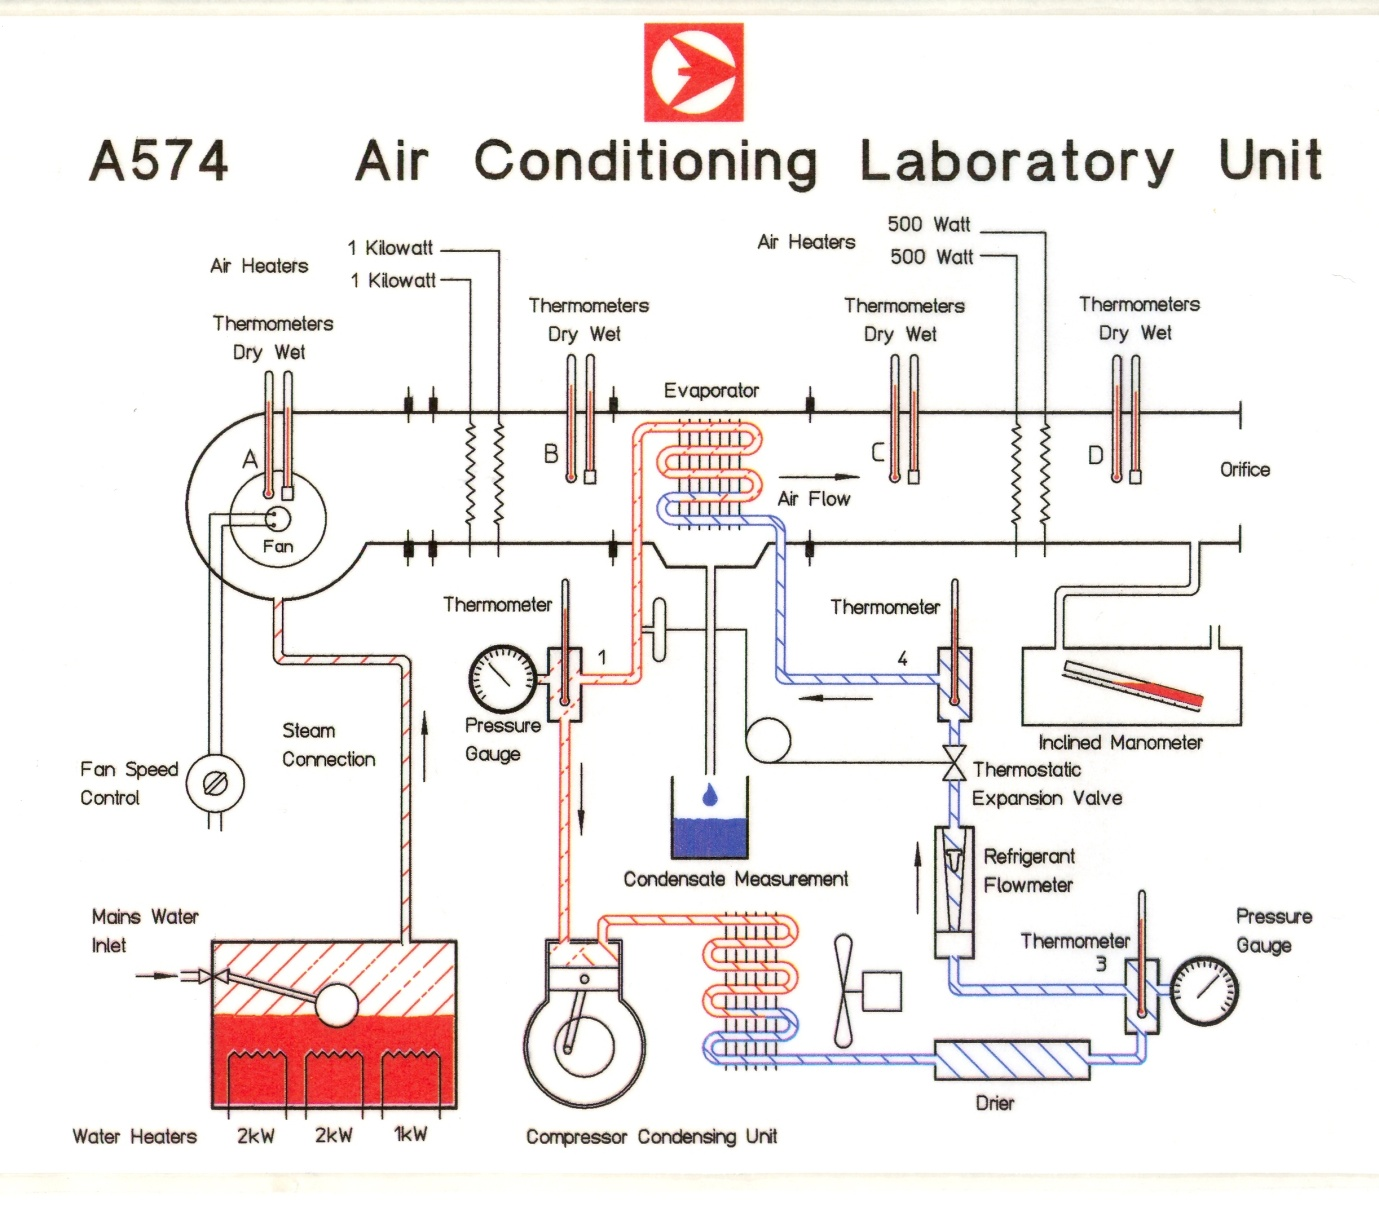 A574 Air Conditioning Laboratory Unit
500 Watt
Air Heaters
500 Watt
1 Kilowatt
Air Heaters
1 Kilowatt
Thermometers
Dry Wet
Thermometers
Dry Wet
Thermometers
Dry Wet
Thermometers
Dry Wet
Evaporator
A
B
C
D
Orifice
Air Flow
Fan
Thermometer
1
Thermometer
4
Pressure
Gauge
Steam
Connection
Inclined Manometer
Fan Speed
Control
Thermostatic
Expansion Valve
Refrigerant
Flowmeter
Condensate Measurement
Mains Water
Inlet
Thermometer
3
Pressure
Gauge
Drier
Water Heaters
2kW
2kW
1kW
Compressor Condensing Unit